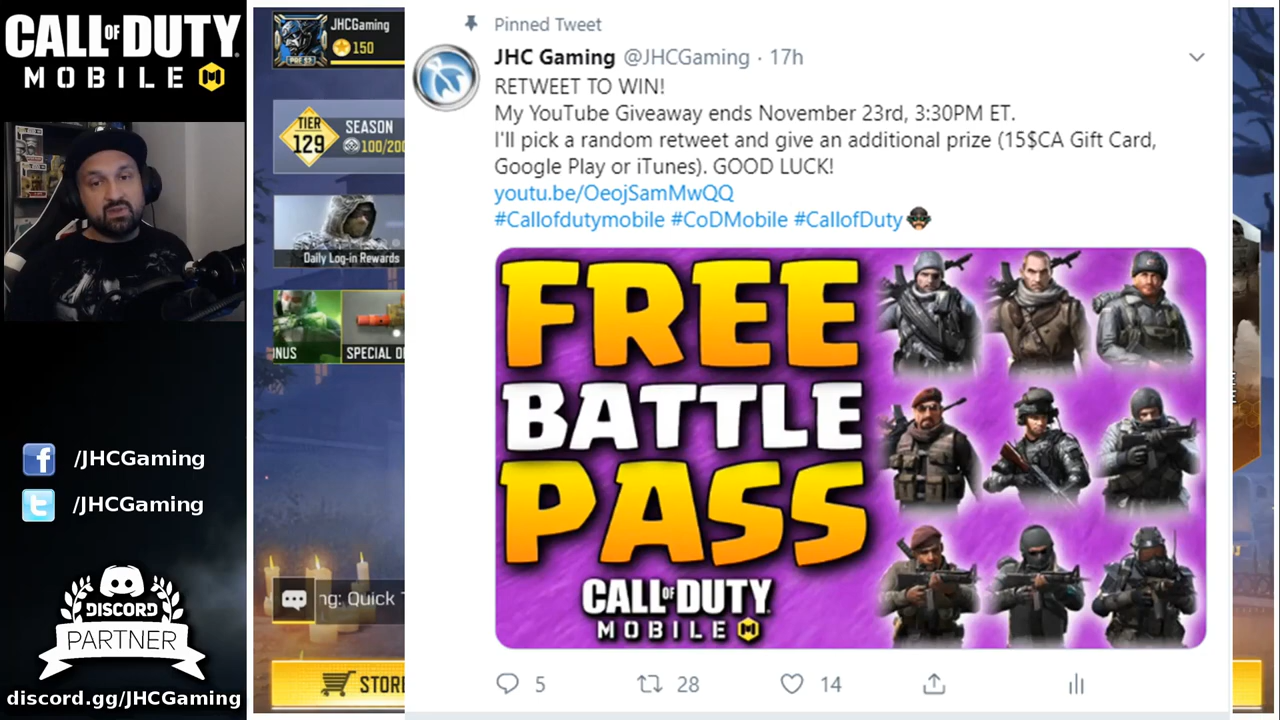 CALL OF DUTY
MOBILE
/JHCGaming
/JHCGaming
DISCORD
PARTNER
discord.gg/JHCGaming
JHCGaming
150
TIER
129
SEASON
100/200
Daily Log-in Rewards
NUS
SPECIAL O
ng: Quick
STORE
Pinned Tweet
JHC Gaming @JHCGaming · 17h
RETWEET TO WIN!
My YouTube Giveaway ends November 23rd, 3:30PM ET.
I'll pick a random retweet and give an additional prize (15$CA Gift Card,
Google Play or iTunes). GOOD LUCK!
youtu.be/OeojSamMwQQ
#Callofdutymobile #CoDMobile #CallofDuty
FREE
BATTLE
PASS
CALL OF DUTY
MOBILE
5 28 14